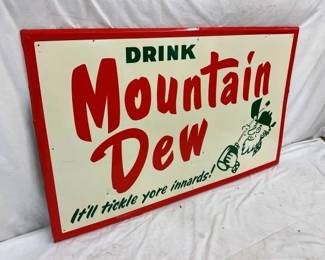 DRINK
Mountain
Dew
It'll tickle yore innards!